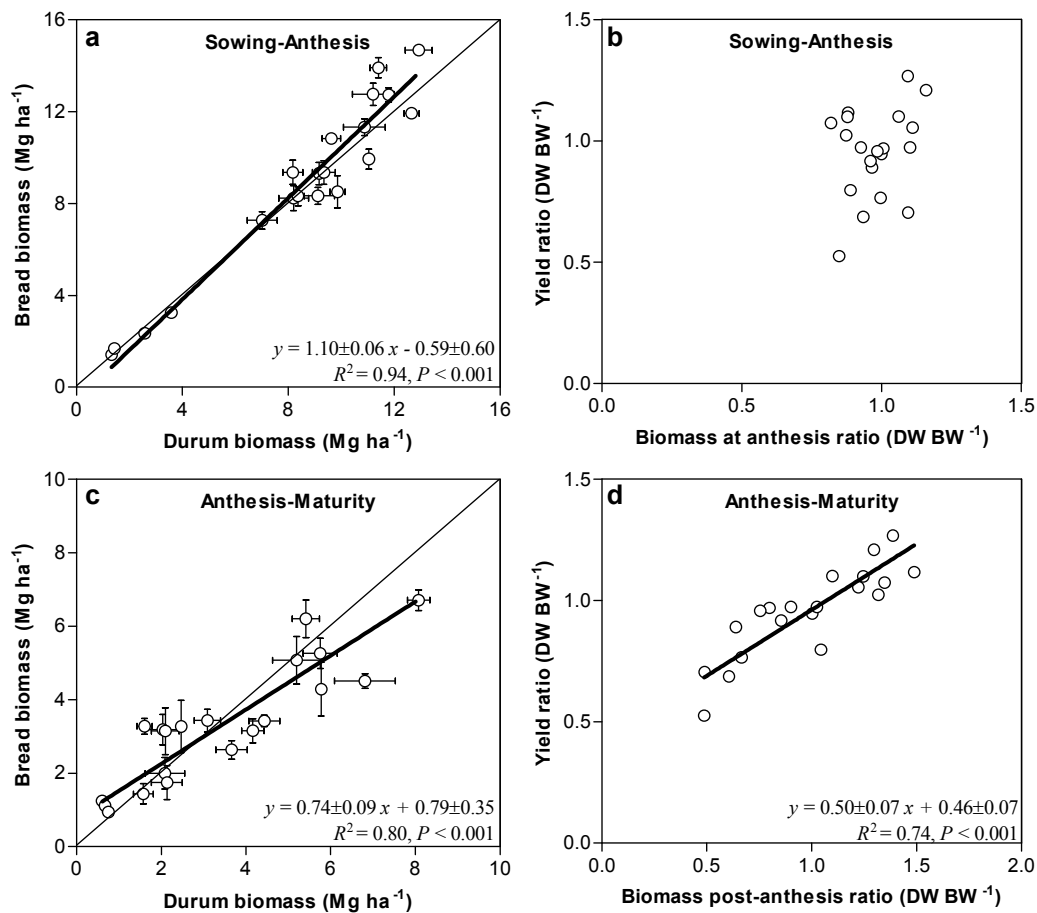 a
Sowing-Anthesis
16
12
8
4
0
Bread biomass (Mg ha⁻¹)
y = 1.10±0.06 x - 0.59±0.60
R² = 0.94, P < 0.001
0 4 8 12 16
Durum biomass (Mg ha⁻¹)
b
Sowing-Anthesis
1.5
1.0
0.5
0.0
Yield ratio (DW BW⁻¹)
0.0 0.5 1.0 1.5
Biomass at anthesis ratio (DW BW⁻¹)
c
Anthesis-Maturity
10
8
6
4
2
0
Bread biomass (Mg ha⁻¹)
y = 0.74±0.09 x + 0.79±0.35
R² = 0.80, P < 0.001
0 2 4 6 8 10
Durum biomass (Mg ha⁻¹)
d
Anthesis-Maturity
1.5
1.0
0.5
0.0
Yield ratio (DW BW⁻¹)
y = 0.50±0.07 x + 0.46±0.07
R² = 0.74, P < 0.001
0.0 0.5 1.0 1.5 2.0
Biomass post-anthesis ratio (DW BW⁻¹)